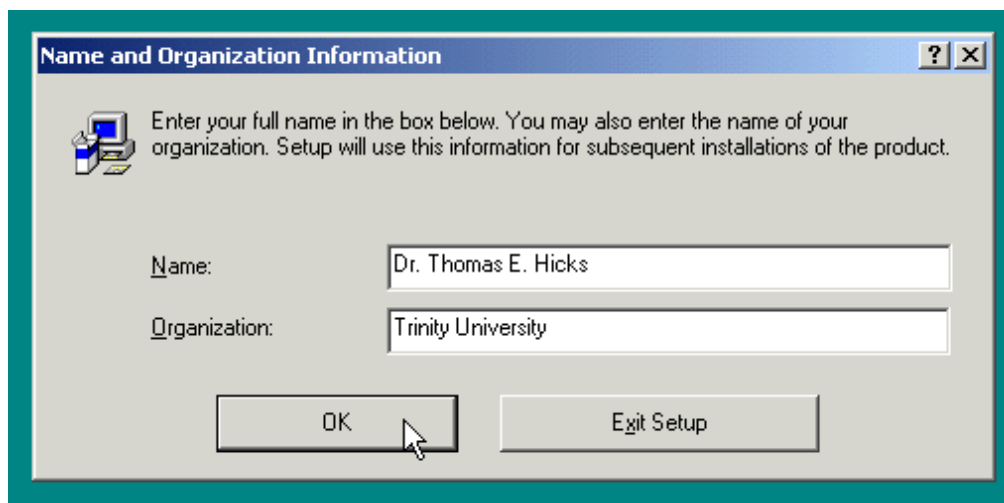 Name and Organization Information
Enter your full name in the box below. You may also enter the name of your
organization. Setup will use this information for subsequent installations of the product.
Name: Dr. Thomas E. Hicks
Organization: Trinity University
OK Exit Setup